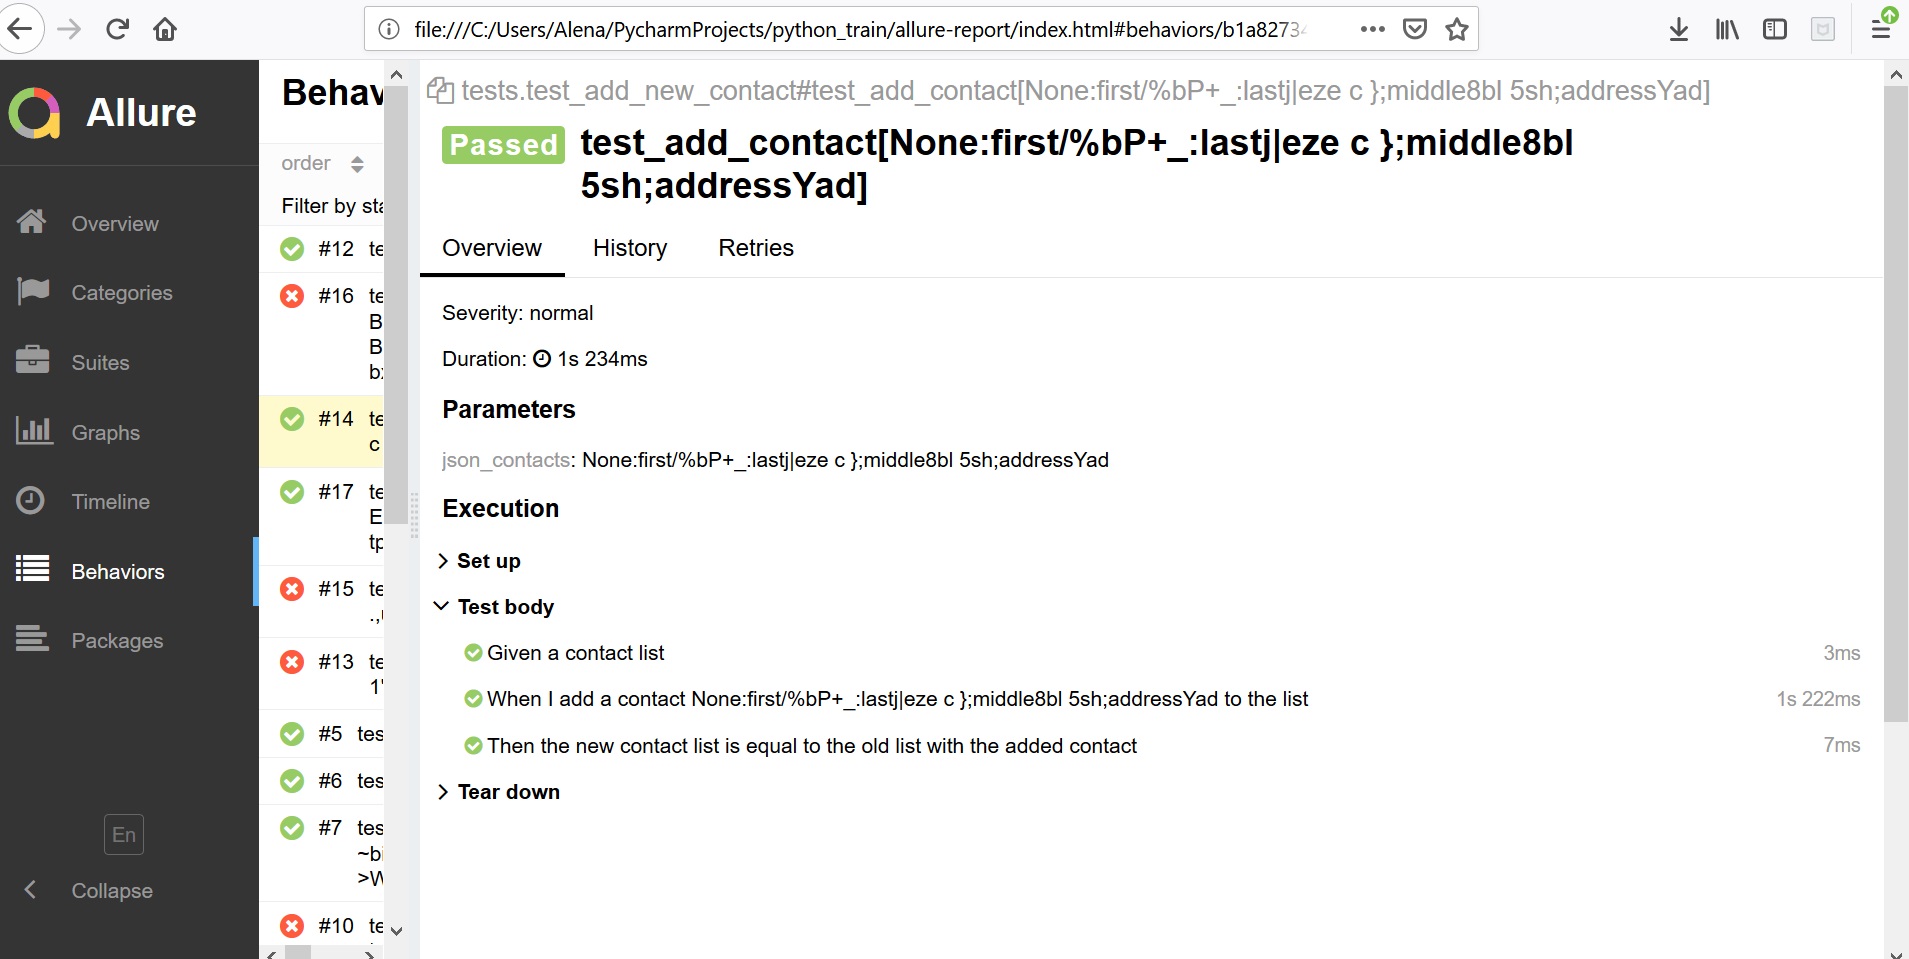 file:///C:/Users/Alena/PycharmProjects/python_train/allure-report/index.html#behaviors/b1a8273
Allure
Overview
Categories
Suites
Graphs
Timeline
Behaviors
Packages
En
Collapse
Behav
order
Filter by sta
#12 te
#16 te
B
B
b
#14 te
c
#17 te
E
tp
#15 te
#13 te
1'
#5 tes
#6 tes
#7 tes
~bi
>W
#10 te
tests.test_add_new_contact#test_add_contact[None:first/%bP+_:lastj|eze c };middle8bl 5sh;addressYad]
Passed test_add_contact[None:first/%bP+_:lastj|eze c };middle8bl
5sh;addressYad]
Overview History Retries
Severity: normal
Duration: 1s 234ms
Parameters
json_contacts: None:first/%bP+_:lastj|eze c };middle8bl 5sh;addressYad
Execution
Set up
Test body
Given a contact list 3ms
When I add a contact None:first/%bP+_:lastj|eze c };middle8bl 5sh;addressYad to the list 1s 222ms
Then the new contact list is equal to the old list with the added contact 7ms
Tear down